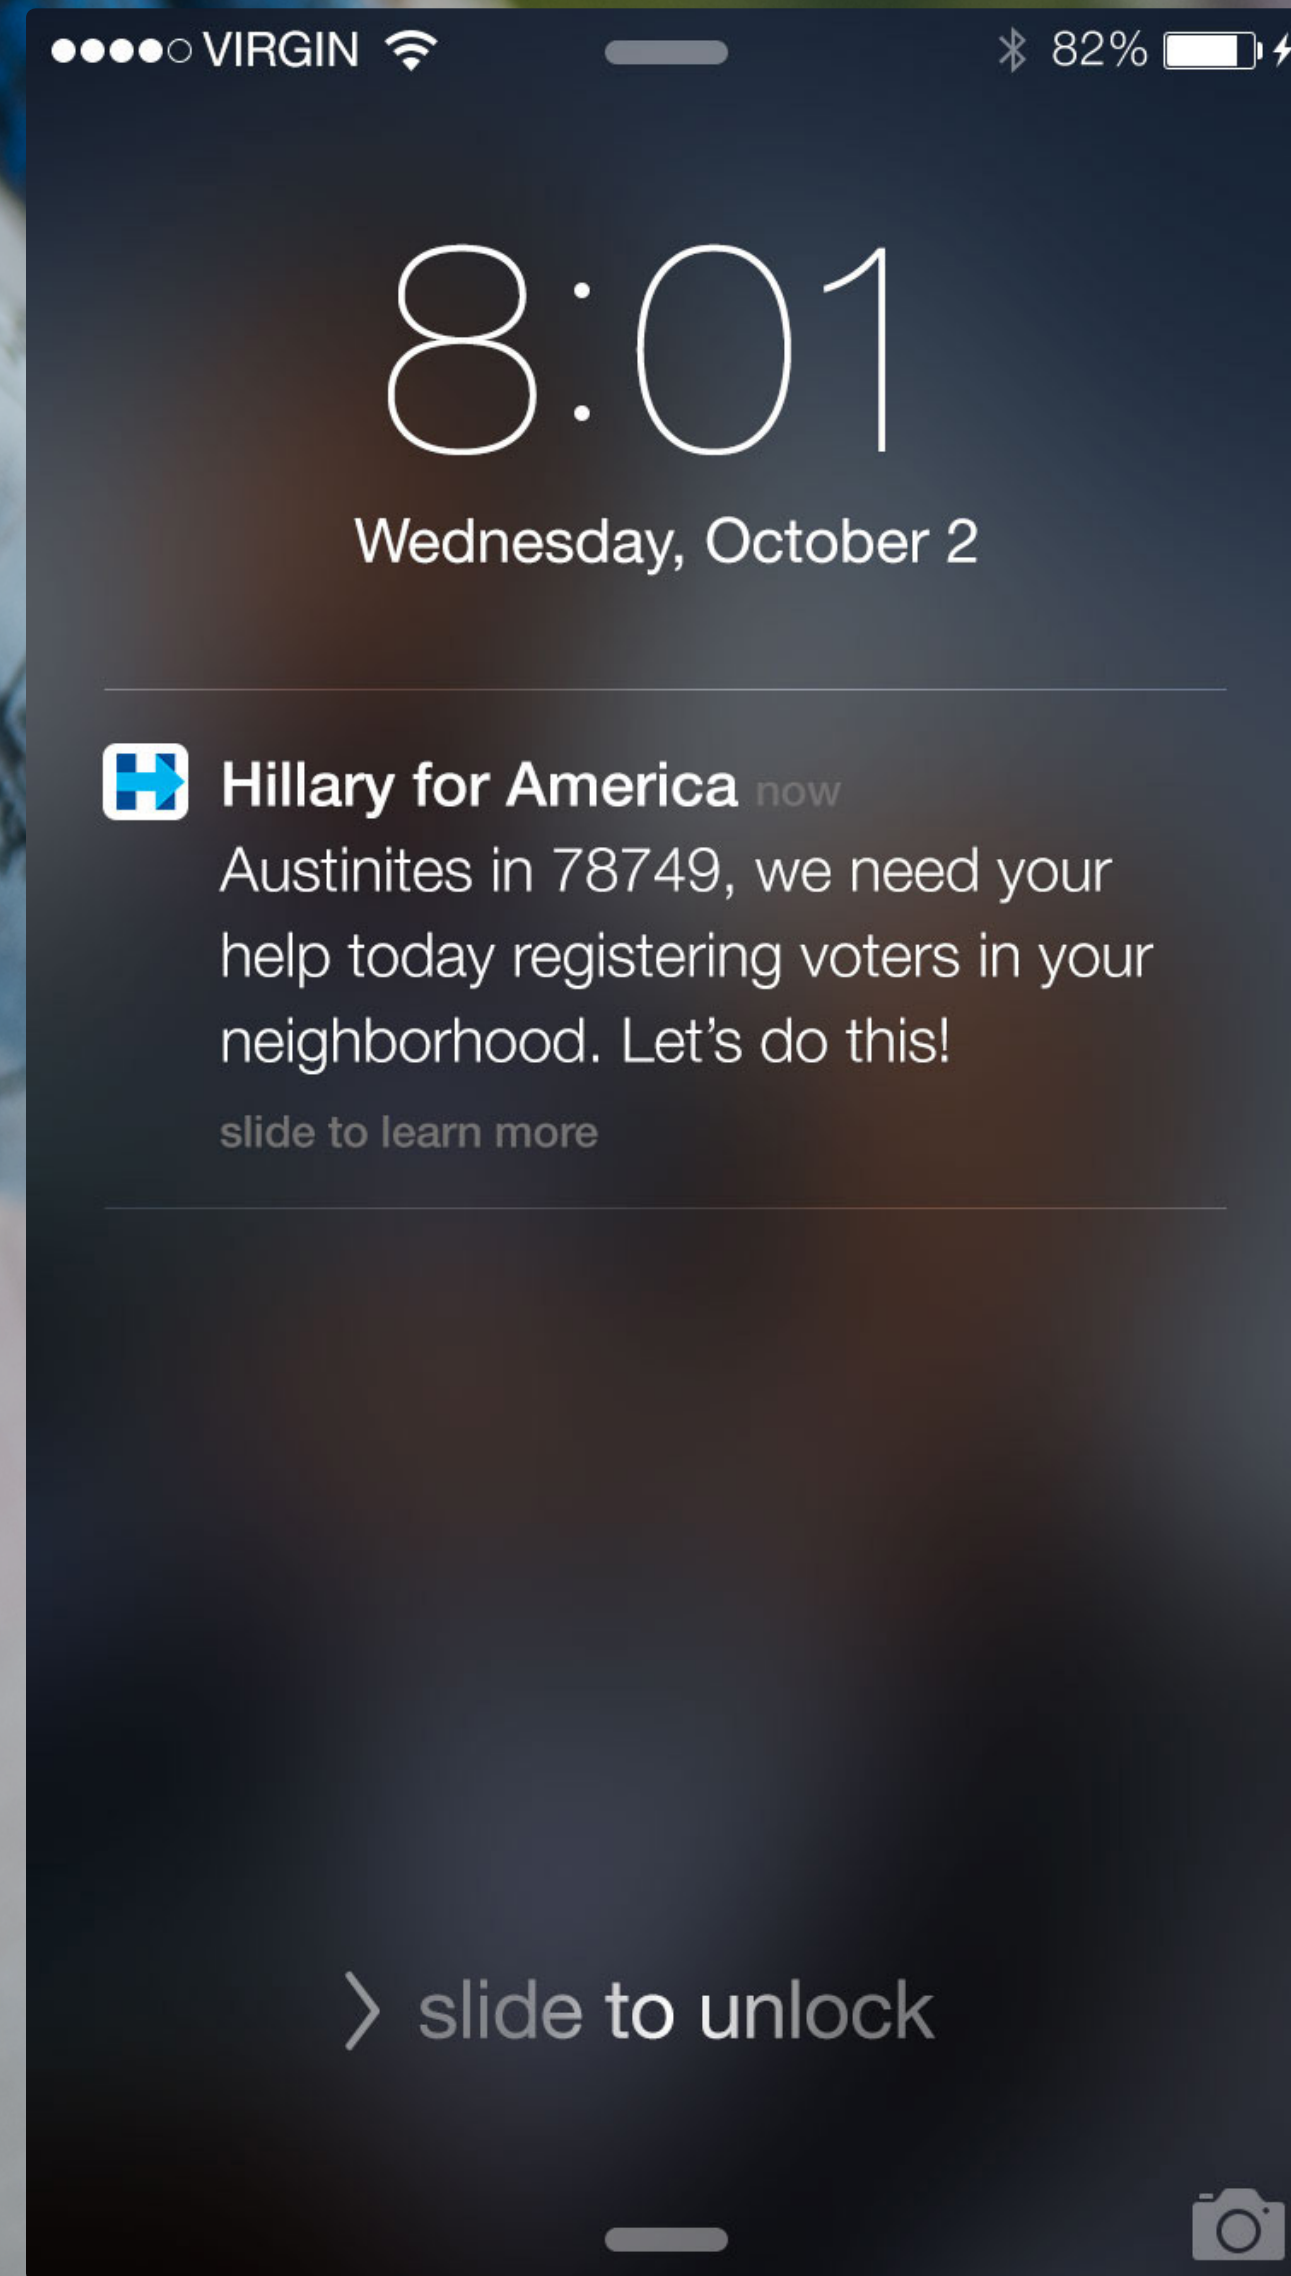 VIRGIN 82%
8:01
Wednesday, October 2
Hillary for America now
Austinites in 78749, we need your
help today registering voters in your
neighborhood. Let’s do this!
slide to learn more
slide to unlock